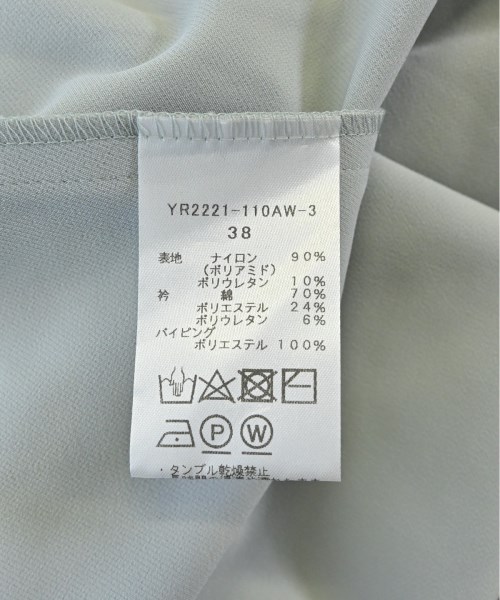 YR2221-110AW-3
38
表地 ナイロン 90%
(ポリアミド)
ポリウレタン 10%
衿 綿 70%
ポリエステル 24%
ポリウレタン 6%
パイピング
ポリエステル 100%
P W
・タンブル乾燥禁止